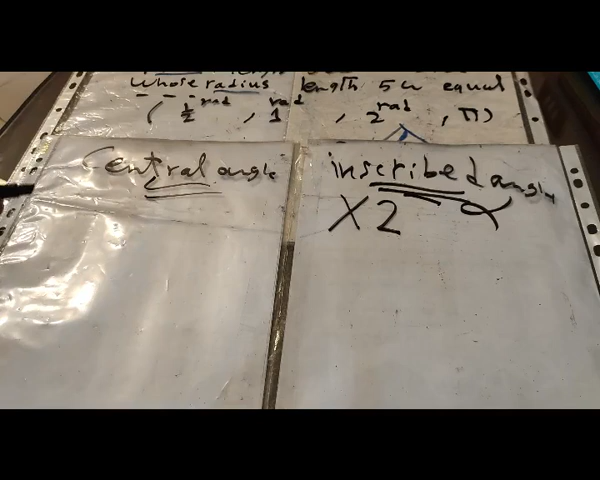 whose radius length 5 cm equal
( 1/2 rad , 1 rad , 2 rad , π)
Central angle
inscribed angle
X2 α